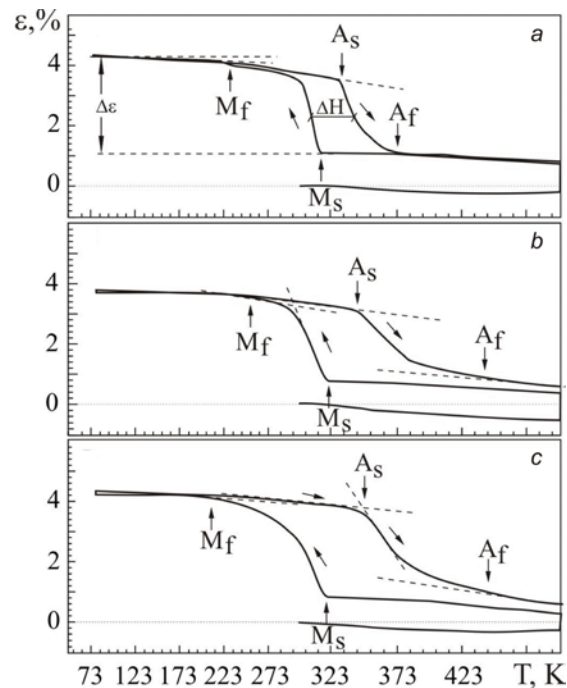 ε,%
a
4
A_s
M_f
Δε
ΔH
A_f
2
0
M_s
b
4
A_s
M_f
A_f
2
0
M_s
c
4
A_s
M_f
A_f
2
0
M_s
73 123 173 223 273 323 373 423 T, K